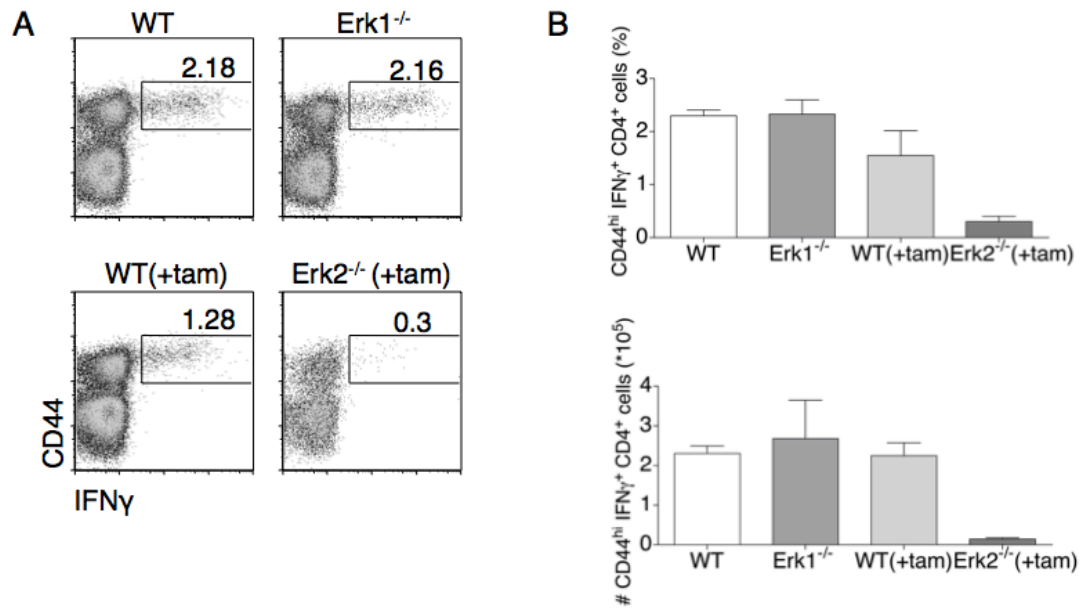 A
WT
Erk1-/-
2.18
2.16
WT(+tam)
Erk2-/- (+tam)
1.28
0.3
CD44
IFNγ
B
CD44hi IFNγ+ CD4+ cells (%)
3
2
1
0
WT
Erk1-/-
WT(+tam)
Erk2-/-(+tam)
# CD44hi IFNγ+ CD4+ cells (*10⁵)
4
3
2
1
0
WT
Erk1-/-
WT(+tam)
Erk2-/-(+tam)